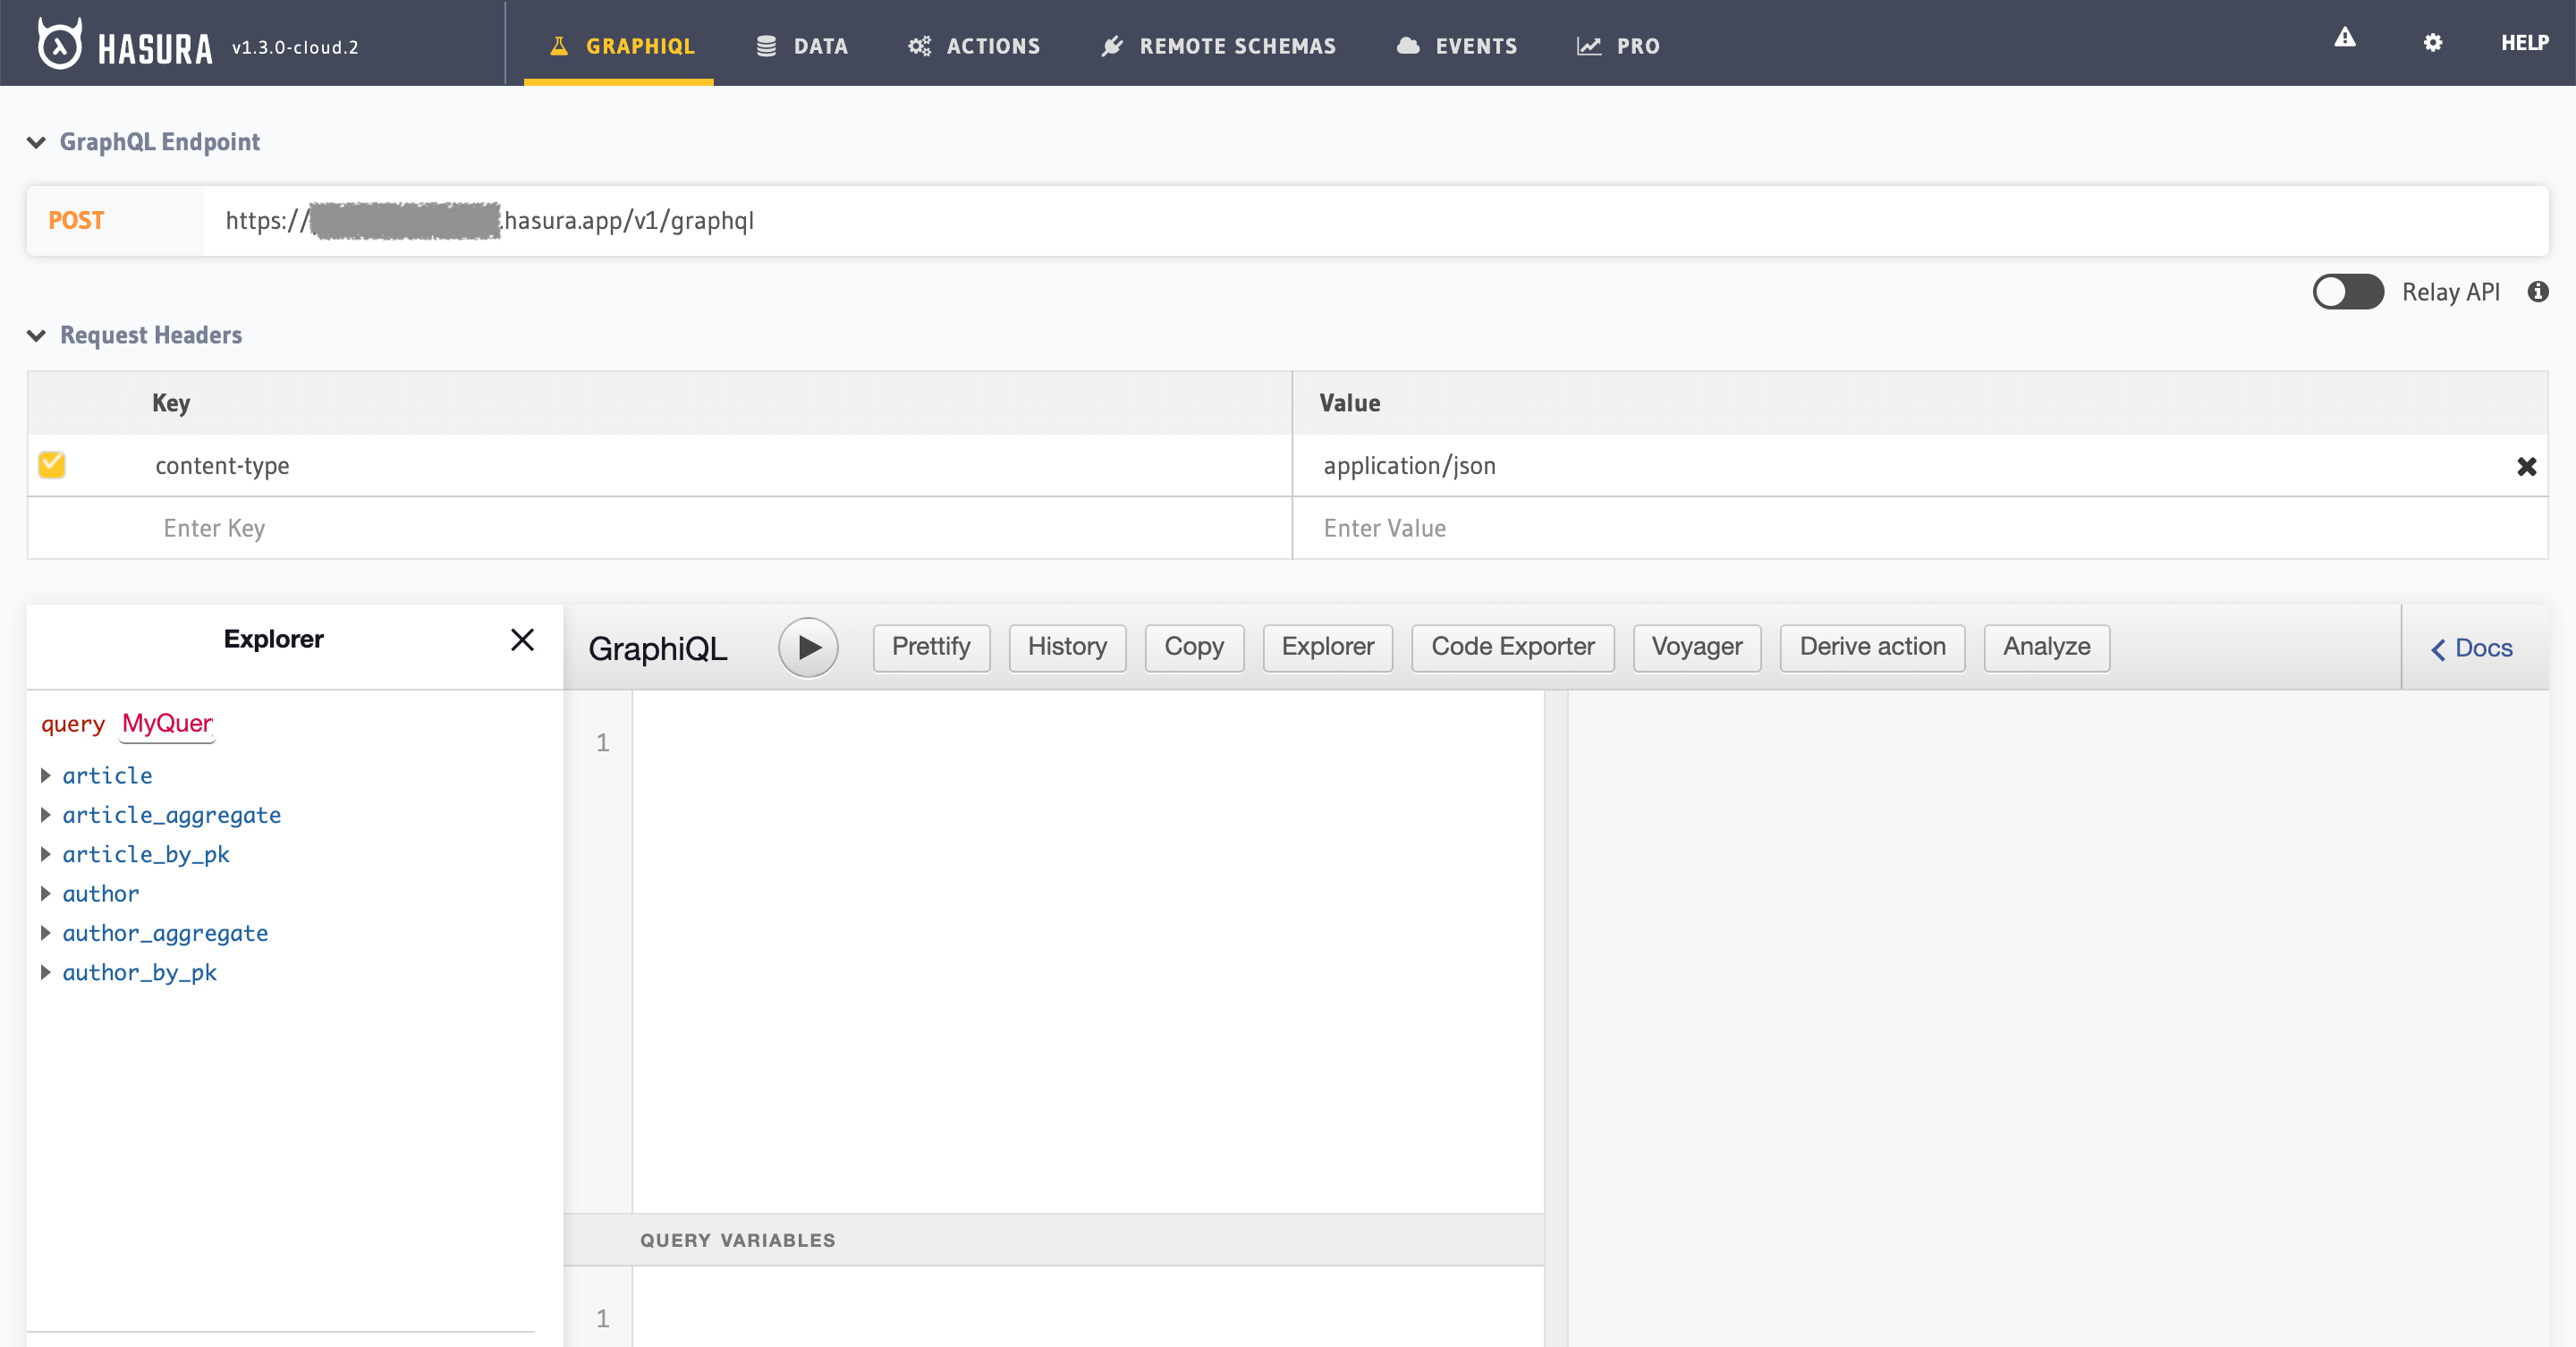 HASURA v1.3.0-cloud.2 GRAPHIQL DATA ACTIONS REMOTE SCHEMAS EVENTS PRO HELP
GraphQL Endpoint
POST https:// .hasura.app/v1/graphql
Relay API
Request Headers
Key Value
content-type application/json
Enter Key Enter Value
Explorer
GraphiQL Prettify History Copy Explorer Code Exporter Voyager Derive action Analyze Docs
query MyQuer
article
article_aggregate
article_by_pk
author
author_aggregate
author_by_pk
1
QUERY VARIABLES
1